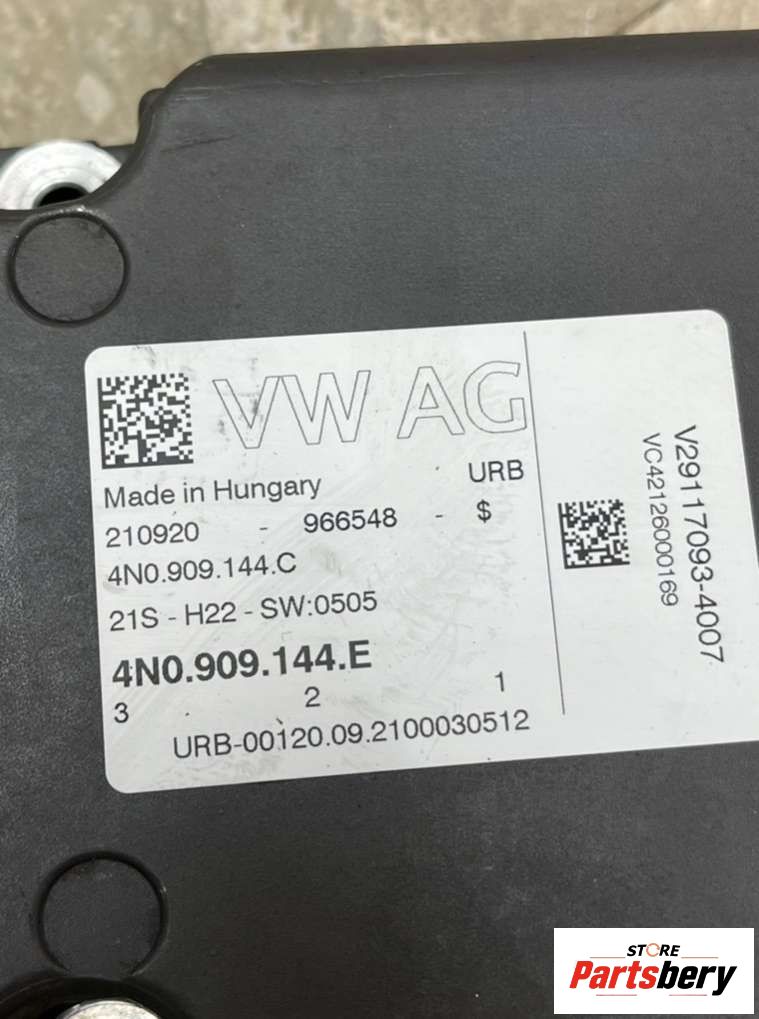 VW AG
Made in Hungary URB
210920 - 966548 - $
4N0.909.144.C
21S - H22 - SW:0505
4N0.909.144.E
3 2 1
URB-00120.09.2100030512
V29117093-4007
VC42126000169
STORE
Partsbery